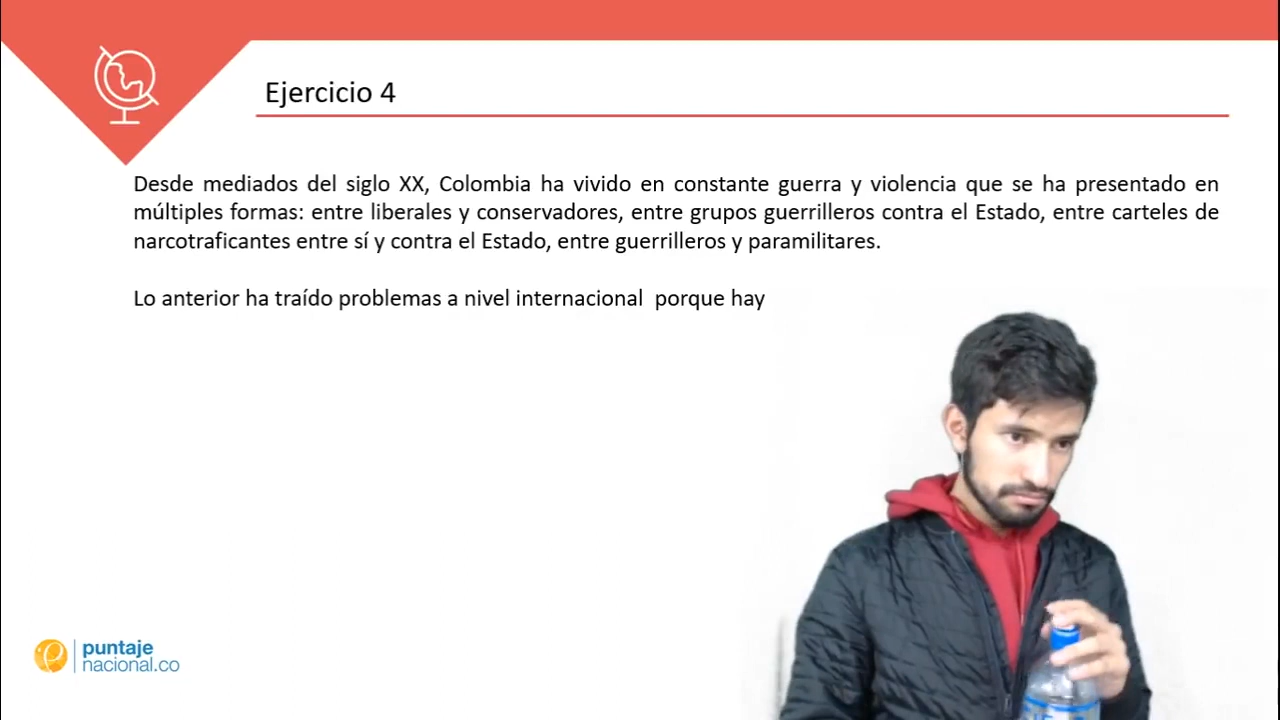 Ejercicio 4
Desde mediados del siglo XX, Colombia ha vivido en constante guerra y violencia que se ha presentado en
múltiples formas: entre liberales y conservadores, entre grupos guerrilleros contra el Estado, entre carteles de
narcotraficantes entre sí y contra el Estado, entre guerrilleros y paramilitares.
Lo anterior ha traído problemas a nivel internacional porque hay
puntaje
nacional.co